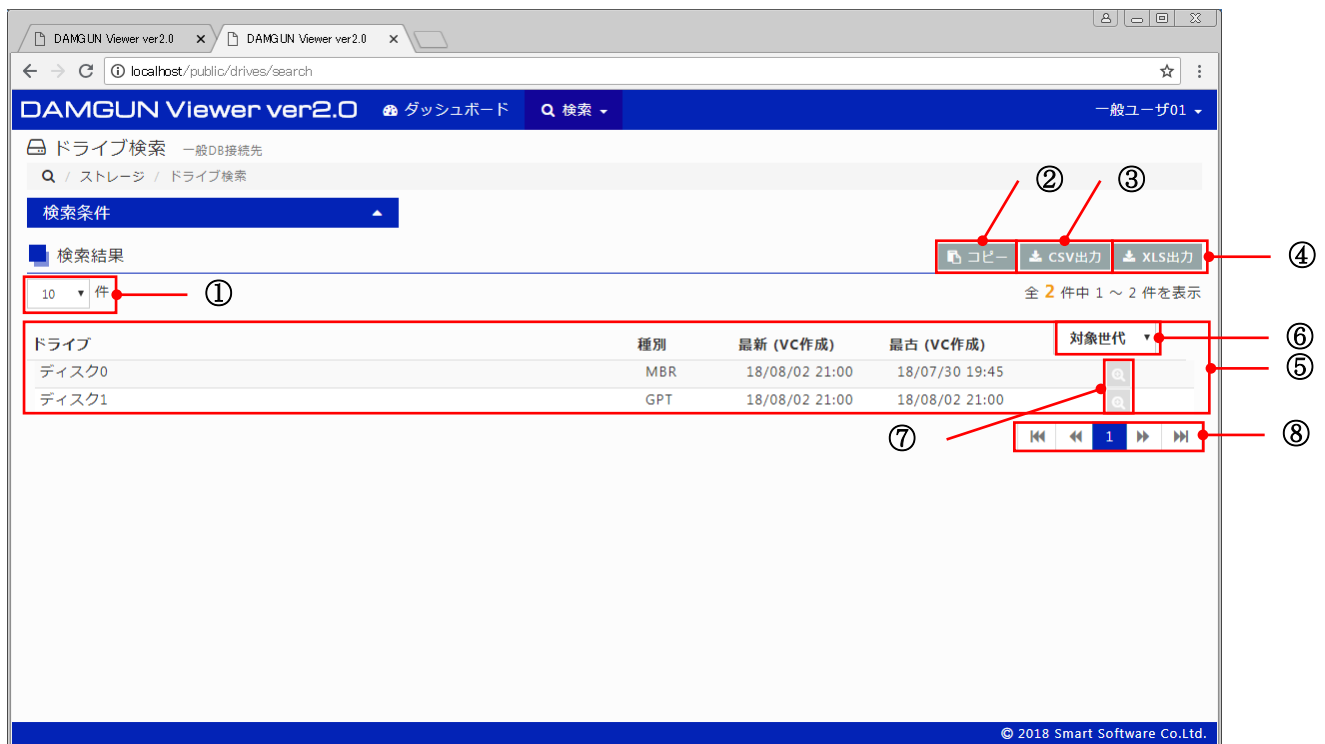 DAMGUN Viewer ver2.0 DAMGUN Viewer ver2.0
localhost/public/drives/search
DAMGUN Viewer ver2.0 ダッシュボード 検索 一般ユーザ01
ドライブ検索 一般DB接続先
/ ストレージ / ドライブ検索
② ③
検索条件
検索結果 コピー CSV出力 XLS出力 ④
10 件 ① 全 2 件中 1 ～ 2 件を表示
ドライブ 種別 最新 (VC作成) 最古 (VC作成) 対象世代 ⑥
ディスク0 MBR 18/08/02 21:00 18/07/30 19:45 ⑤
ディスク1 GPT 18/08/02 21:00 18/08/02 21:00
⑦ 1 ⑧
© 2018 Smart Software Co.Ltd.